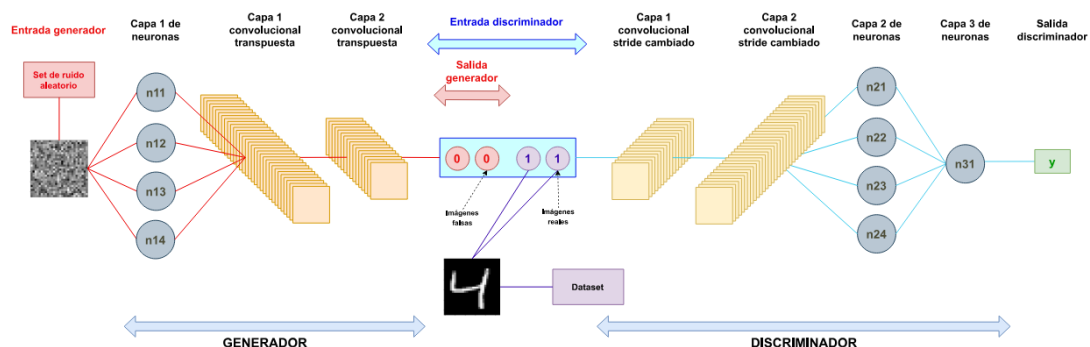 Entrada generador
Capa 1 de
neuronas
Capa 1
convolucional
transpuesta
Capa 2
convolucional
transpuesta
Entrada discriminador
Capa 1
convolucional
stride cambiado
Capa 2
convolucional
stride cambiado
Capa 2 de
neuronas
Capa 3 de
neuronas
Salida
discriminador
Set de ruido
aleatorio
Salida
generador
n11
n12
n13
n14
0 0 1 1
Imágenes
falsas
Imágenes
reales
4
Dataset
n21
n22
n23
n24
n31
y
GENERADOR
DISCRIMINADOR